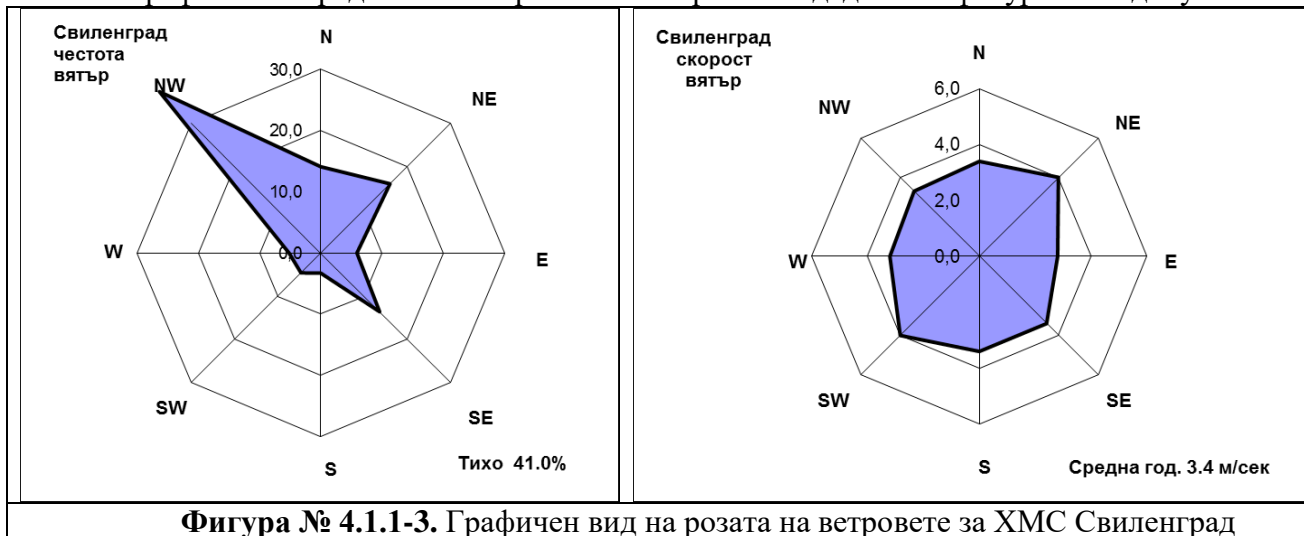 Свиленград
честота
вятър
N
NE
E
SE
S
SW
W
NW
30,0
20,0
10,0
0,0
Тихо 41.0%
Свиленград
скорост
вятър
N
NE
E
SE
S
SW
W
NW
6,0
4,0
2,0
0,0
Средна год. 3.4 м/сек
Фигура № 4.1.1-3. Графичен вид на розата на ветровете за ХМС Свиленград